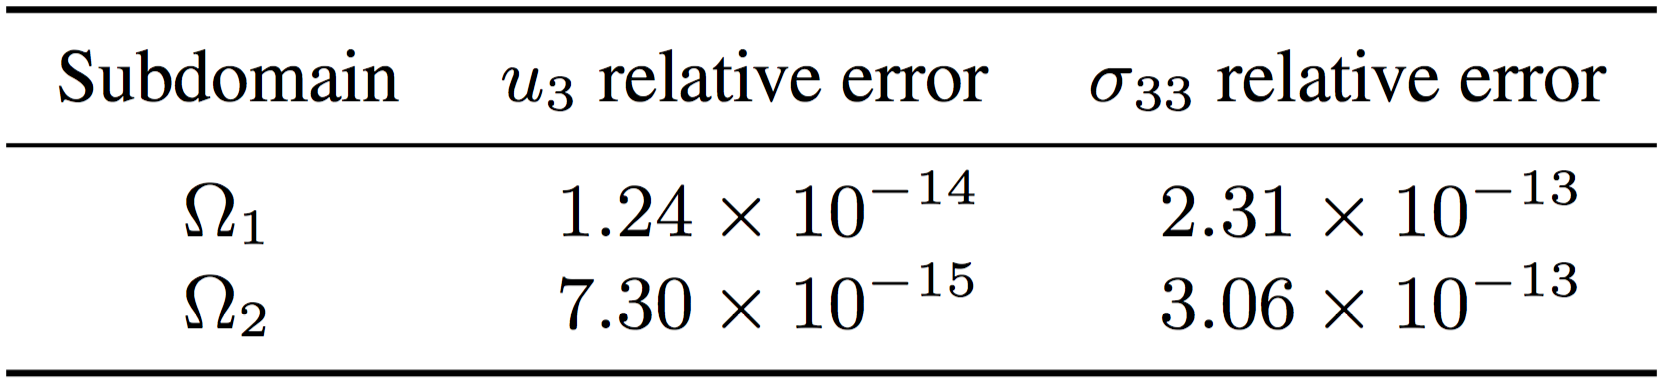 Subdomain u₃ relative error σ₃₃ relative error
Ω₁ 1.24 × 10⁻¹⁴ 2.31 × 10⁻¹³
Ω₂ 7.30 × 10⁻¹⁵ 3.06 × 10⁻¹³